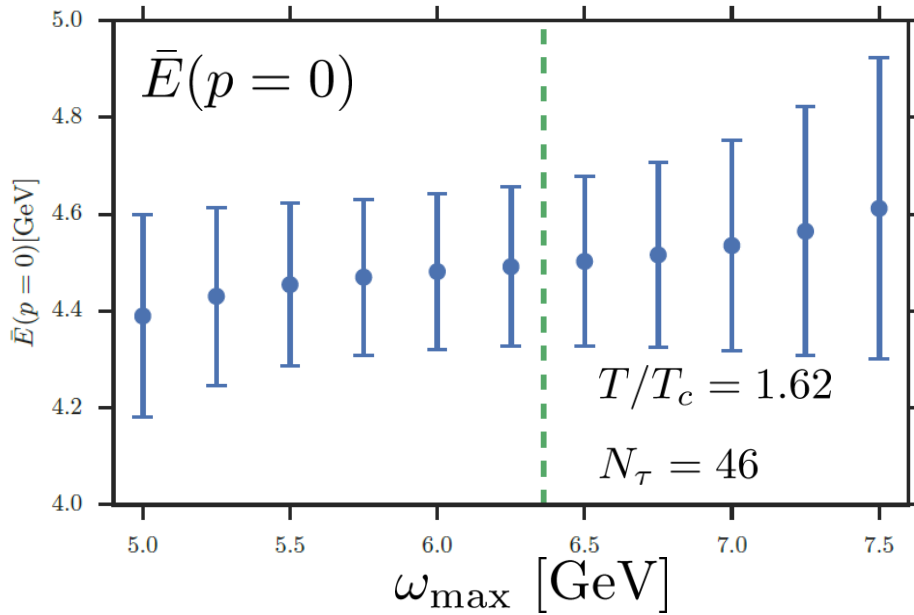 5.0
Ē(p = 0)
4.8
4.6
4.4
4.2
4.0
Ē(p = 0)[GeV]
T/T_c = 1.62
N_τ = 46
5.0 5.5 6.0 6.5 7.0 7.5
ω_max [GeV]